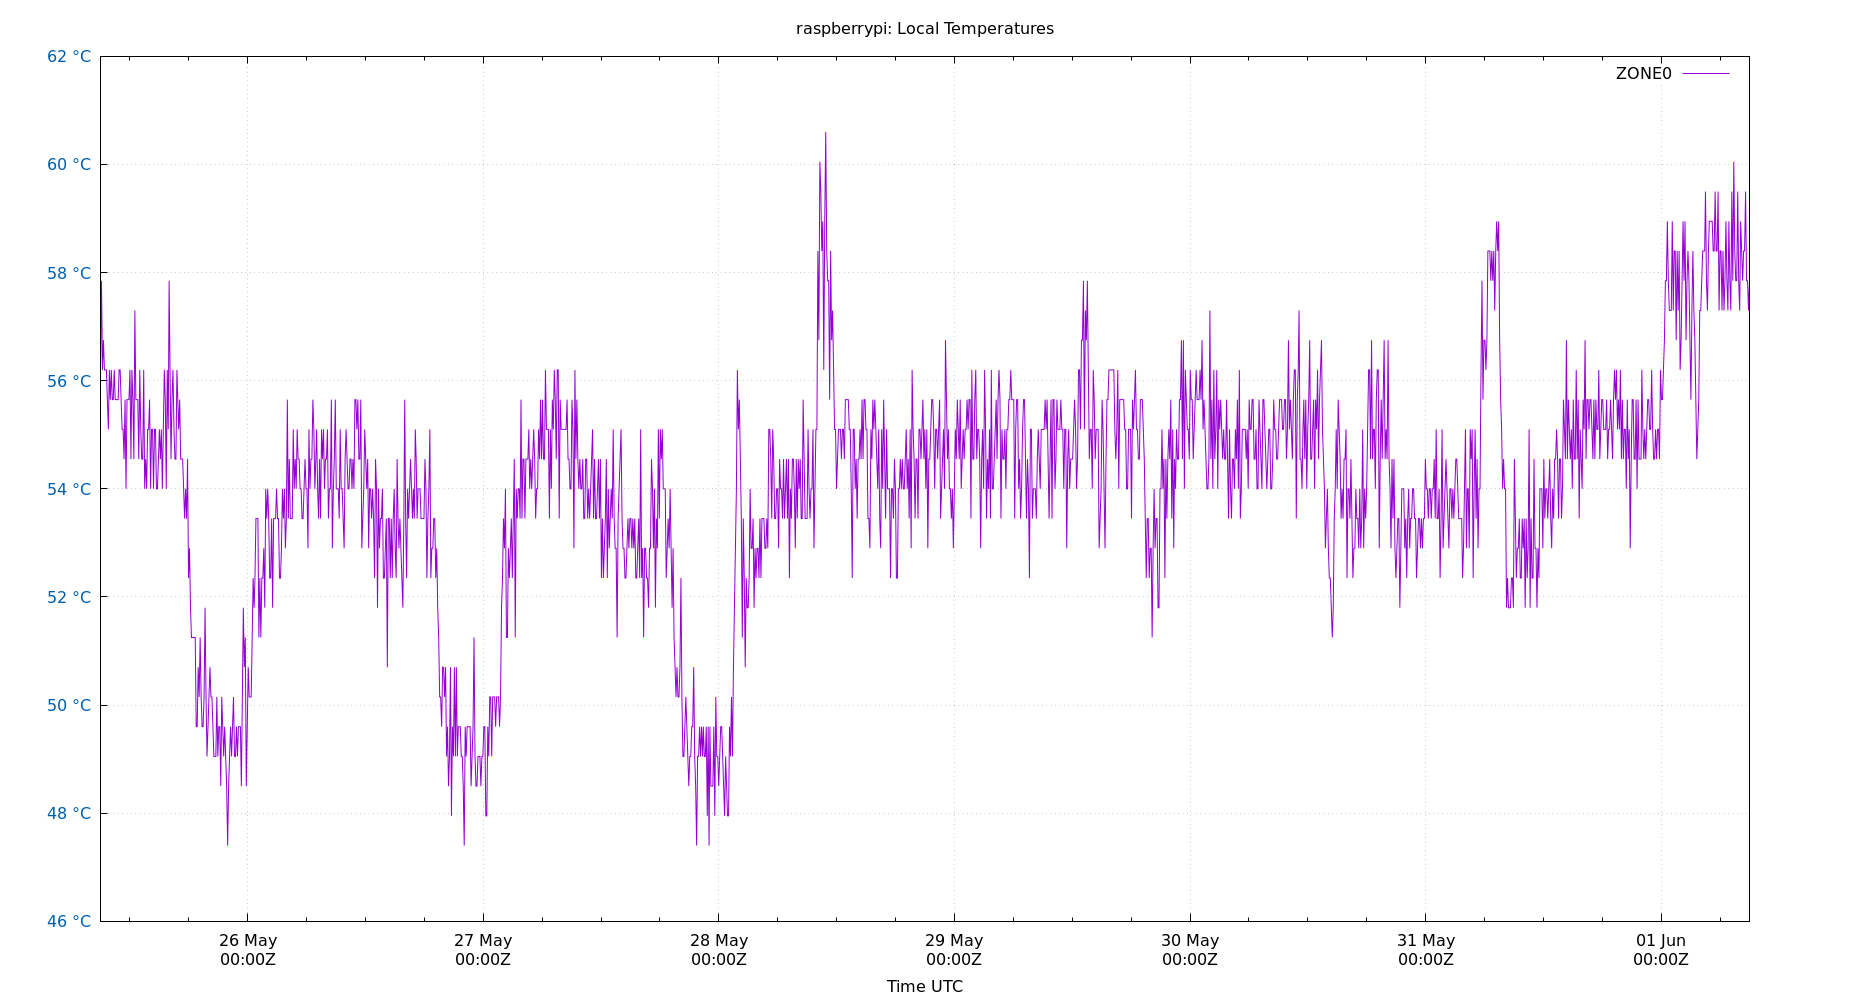 raspberrypi: Local Temperatures
ZONE0
62 °C
60 °C
58 °C
56 °C
54 °C
52 °C
50 °C
48 °C
46 °C
26 May
00:00Z
27 May
00:00Z
28 May
00:00Z
29 May
00:00Z
30 May
00:00Z
31 May
00:00Z
01 Jun
00:00Z
Time UTC